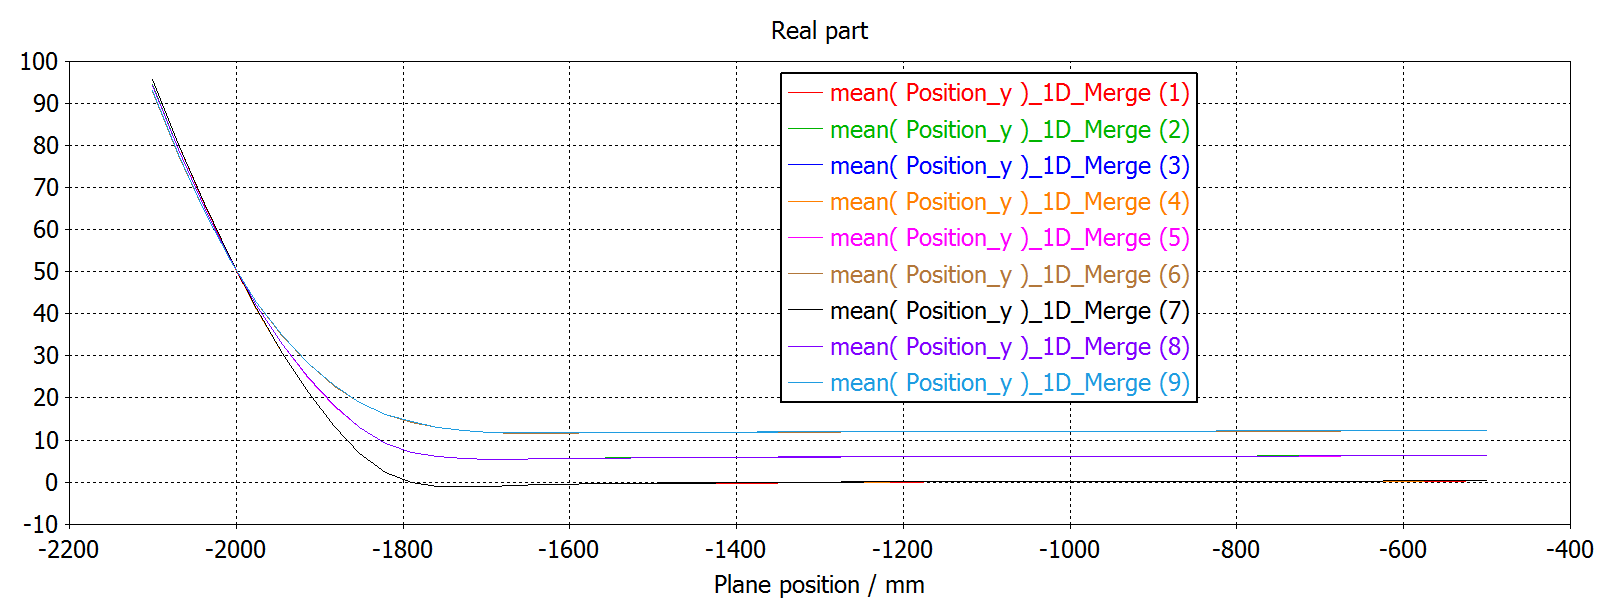 Real part
100
90
80
70
60
50
40
30
20
10
0
-10
mean( Position_y )_1D_Merge (1)
mean( Position_y )_1D_Merge (2)
mean( Position_y )_1D_Merge (3)
mean( Position_y )_1D_Merge (4)
mean( Position_y )_1D_Merge (5)
mean( Position_y )_1D_Merge (6)
mean( Position_y )_1D_Merge (7)
mean( Position_y )_1D_Merge (8)
mean( Position_y )_1D_Merge (9)
-2200 -2000 -1800 -1600 -1400 -1200 -1000 -800 -600 -400
Plane position / mm